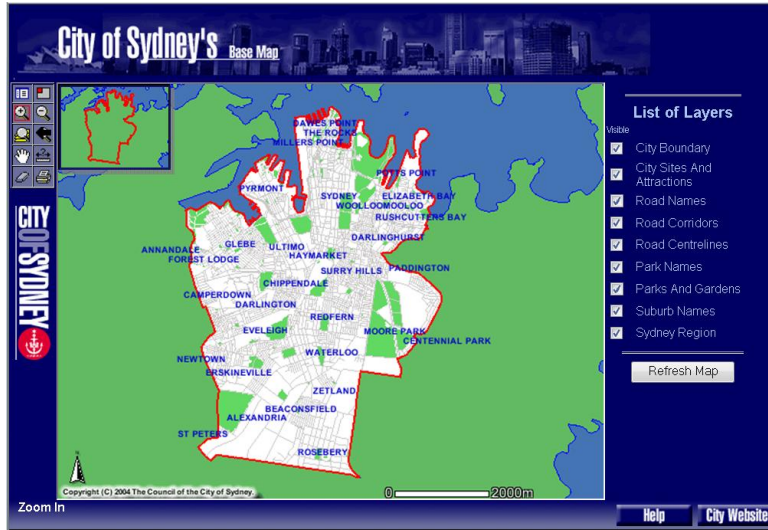 City of Sydney's Base Map
DAWES POINT
THE ROCKS
MILLERS POINT
POTTS POINT
PYRMONT
SYDNEY
ELIZABETH BAY
WOOLLOOMOOLOO
RUSHCUTTERS BAY
DARLINGHURST
ANNANDALE
GLEBE
ULTIMO
FOREST LODGE
HAYMARKET
SURRY HILLS
PADDINGTON
CHIPPENDALE
CAMPERDOWN
DARLINGTON
REDFERN
EVELEIGH
MOORE PARK
CENTENNIAL PARK
NEWTOWN
WATERLOO
ERSKINEVILLE
ZETLAND
BEACONSFIELD
ALEXANDRIA
ST PETERS
ROSEBERY
Copyright (C) 2004 The Council of the City of Sydney.
0 2000m
CITY OF SYDNEY
Zoom In
List of Layers
Visible
City Boundary
City Sites And
Attractions
Road Names
Road Corridors
Road Centrelines
Park Names
Parks And Gardens
Suburb Names
Sydney Region
Refresh Map
Help
City Website